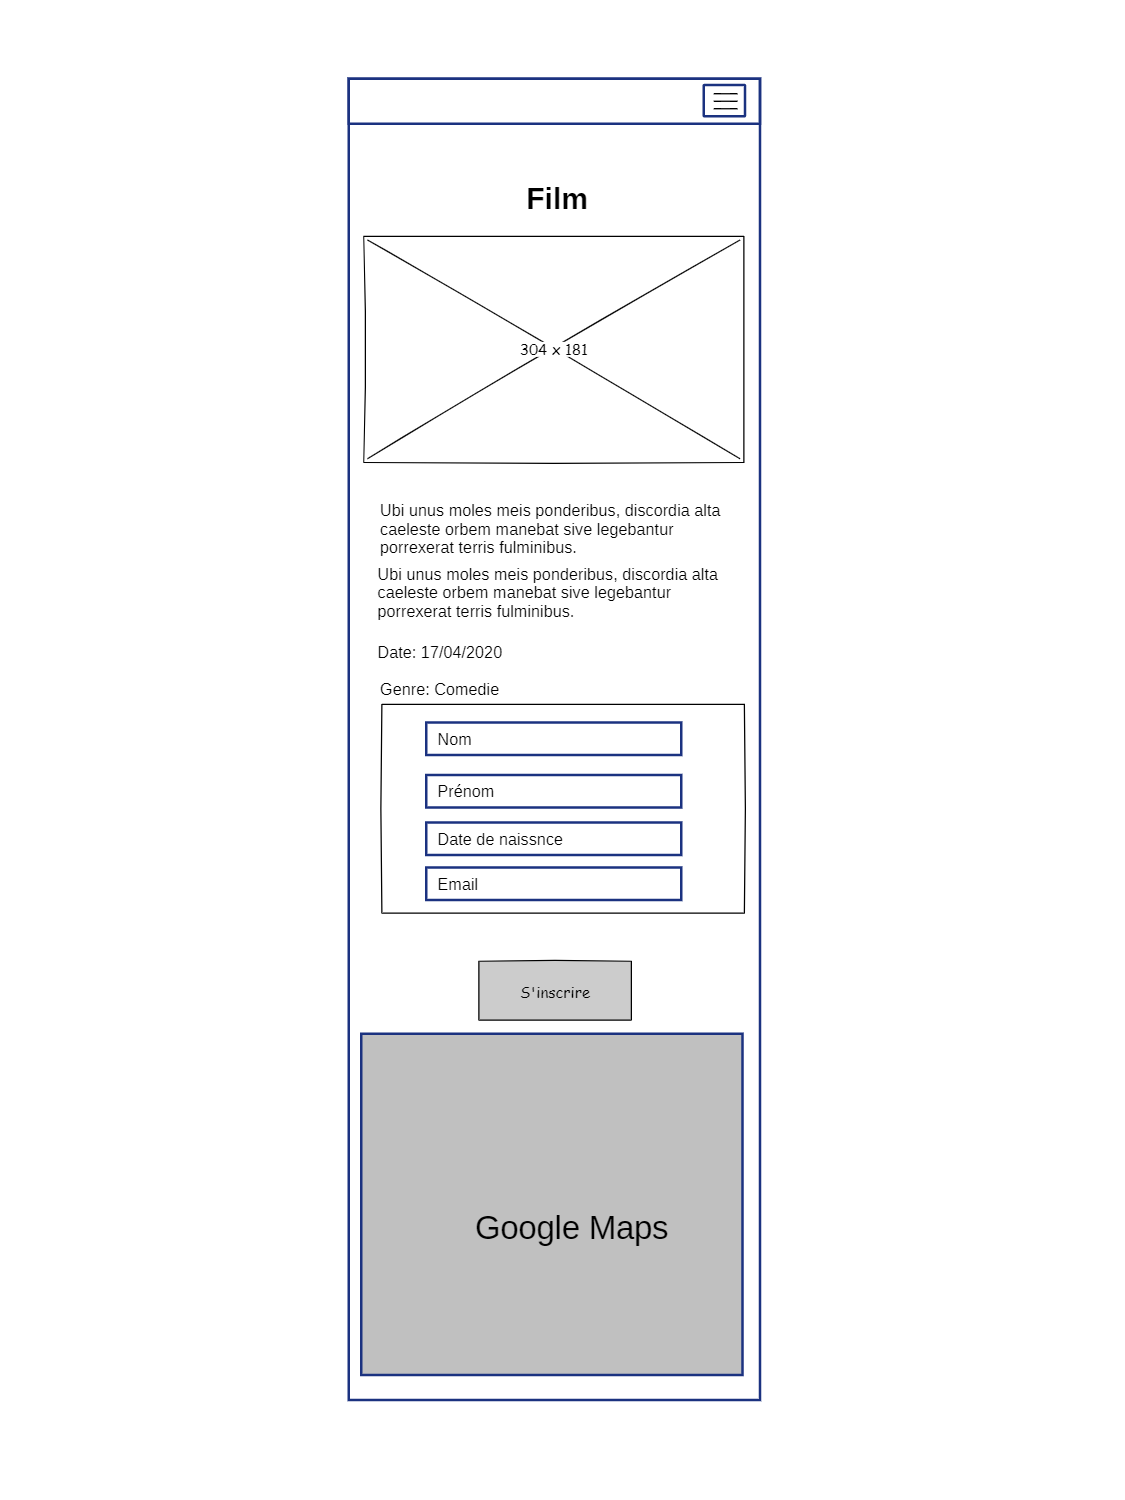 Film
304 x 181
Ubi unus moles meis ponderibus, discordia alta
caeleste orbem manebat sive legebantur
porrexerat terris fulminibus.
Ubi unus moles meis ponderibus, discordia alta
caeleste orbem manebat sive legebantur
porrexerat terris fulminibus.
Date: 17/04/2020
Genre: Comedie
Nom
Prénom
Date de naissnce
Email
S'inscrire
Google Maps